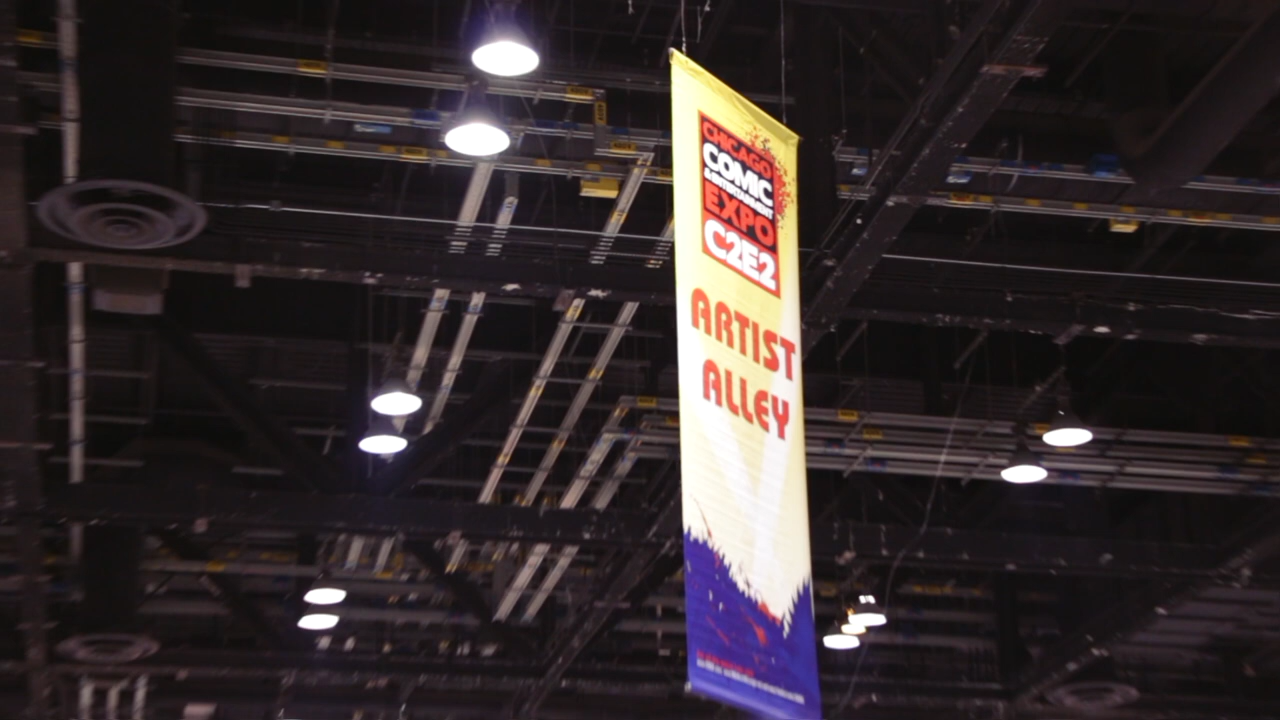 CHICAGO
COMIC
& ENTERTAINMENT
EXPO
C2E2
ARTIST
ALLEY